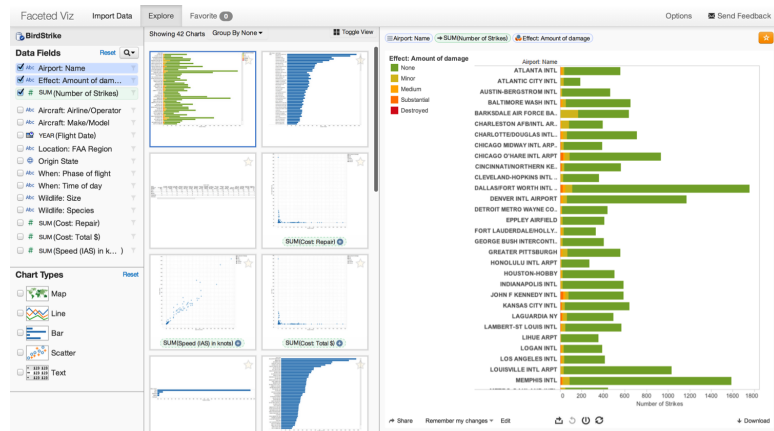 Faceted Viz
Import Data
Explore
Favorite 0
Options
Send Feedback
BirdStrike
Data Fields
Reset
Abc Airport: Name
Abc Effect: Amount of dam...
# SUM (Number of Strikes)
Abc Aircraft: Airline/Operator
Abc Aircraft: Make/Model
YEAR (Flight Date)
Abc Location: FAA Region
Origin State
Abc When: Phase of flight
Abc When: Time of day
Abc Wildlife: Size
Abc Wildlife: Species
# SUM (Cost: Repair)
# SUM (Cost: Total $)
# SUM (Speed (IAS) in k... )
Chart Types
Reset
Map
Line
Bar
Scatter
Text
Showing 42 Charts
Group By None
Toggle View
SUM(Cost: Repair)
SUM(Speed (IAS) in knots)
SUM(Cost: Total $)
Airport: Name
SUM(Number of Strikes)
Effect: Amount of damage
Effect: Amount of damage
None
Minor
Medium
Substantial
Destroyed
Airport: Name
ATLANTA INTL
ATLANTIC CITY INTL
AUSTIN-BERGSTROM INTL
BALTIMORE WASH INTL
BARKSDALE AIR FORCE BA..
CHARLESTON AFB/INTL AR..
CHARLOTTE/DOUGLAS INTL..
CHICAGO MIDWAY INTL ARP..
CHICAGO O'HARE INTL ARPT
CINCINNATI/NORTHERN KE..
CLEVELAND-HOPKINS INTL ..
DALLAS/FORT WORTH INTL ..
DENVER INTL AIRPORT
DETROIT METRO WAYNE CO..
EPPLEY AIRFIELD
FORT LAUDERDALE/HOLLY..
GEORGE BUSH INTERCONTI..
GREATER PITTSBURGH
HONOLULU INTL ARPT
HOUSTON-HOBBY
INDIANAPOLIS INTL
JOHN F KENNEDY INTL
KANSAS CITY INTL
LAGUARDIA NY
LAMBERT-ST LOUIS INTL
LIHUE ARPT
LOGAN INTL
LOS ANGELES INTL
LOUISVILLE INTL ARPT
MEMPHIS INTL
0 200 400 600 800 1000 1200 1400 1600 1800
Number of Strikes
Share
Remember my changes
Edit
Download